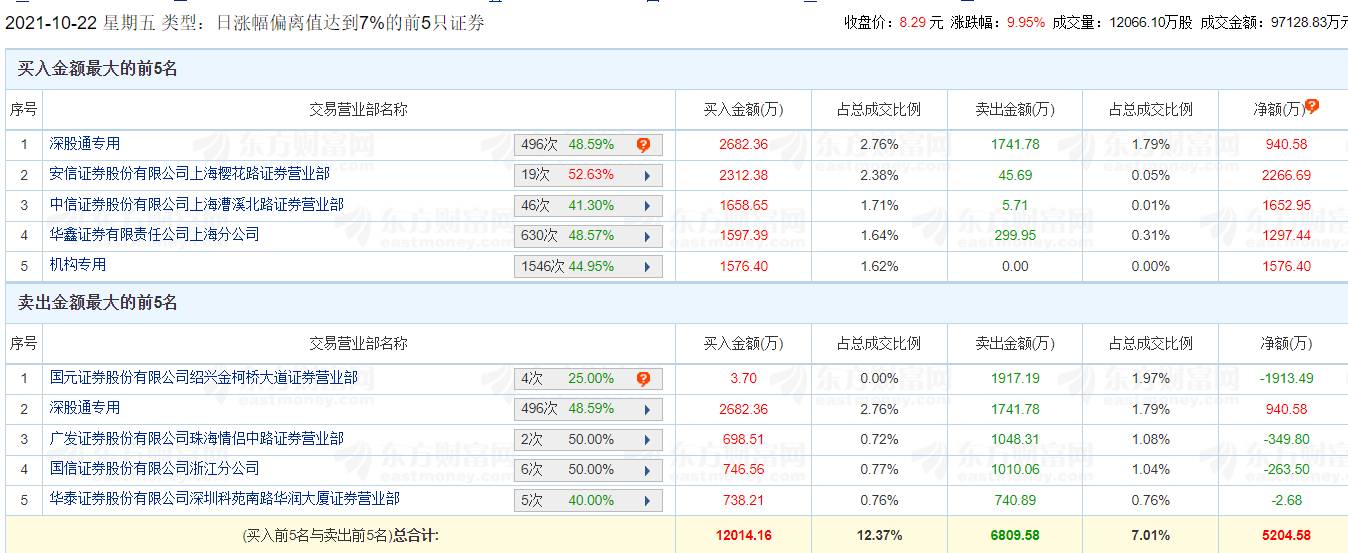 2021-10-22 星期五 类型：日涨幅偏离值达到7%的前5只证券 收盘价：8.29 元 涨跌幅：9.95% 成交量：12066.10万股 成交金额：97128.83万元
买入金额最大的前5名
序号 交易营业部名称 买入金额(万) 占总成交比例 卖出金额(万) 占总成交比例 净额(万)
1 深股通专用 496次 48.59% 2682.36 2.76% 1741.78 1.79% 940.58
2 安信证券股份有限公司上海樱花路证券营业部 19次 52.63% 2312.38 2.38% 45.69 0.05% 2266.69
3 中信证券股份有限公司上海漕溪北路证券营业部 46次 41.30% 1658.65 1.71% 5.71 0.01% 1652.95
4 华鑫证券有限责任公司上海分公司 630次 48.57% 1597.39 1.64% 299.95 0.31% 1297.44
5 机构专用 1546次 44.95% 1576.40 1.62% 0.00 0.00% 1576.40
卖出金额最大的前5名
序号 交易营业部名称 买入金额(万) 占总成交比例 卖出金额(万) 占总成交比例 净额(万)
1 国元证券股份有限公司绍兴金柯桥大道证券营业部 4次 25.00% 3.70 0.00% 1917.19 1.97% -1913.49
2 深股通专用 496次 48.59% 2682.36 2.76% 1741.78 1.79% 940.58
3 广发证券股份有限公司珠海情侣中路证券营业部 2次 50.00% 698.51 0.72% 1048.31 1.08% -349.80
4 国信证券股份有限公司浙江分公司 6次 50.00% 746.56 0.77% 1010.06 1.04% -263.50
5 华泰证券股份有限公司深圳科苑南路华润大厦证券营业部 5次 40.00% 738.21 0.76% 740.89 0.76% -2.68
(买入前5名与卖出前5名)总合计: 12014.16 12.37% 6809.58 7.01% 5204.58